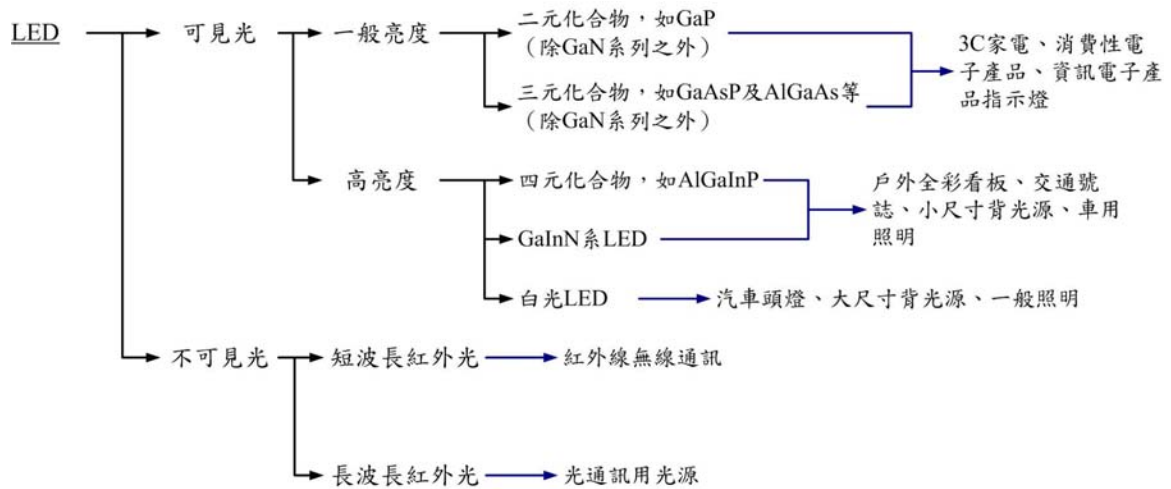 LED
可見光
一般亮度
二元化合物，如GaP
（除GaN系列之外）
三元化合物，如GaAsP及AlGaAs等
（除GaN系列之外）
3C家電、消費性電
子產品、資訊電子產
品指示燈
高亮度
四元化合物，如AlGaInP
GaInN系LED
戶外全彩看板、交通號
誌、小尺寸背光源、車用
照明
白光LED
汽車頭燈、大尺寸背光源、一般照明
不可見光
短波長紅外光
紅外線無線通訊
長波長紅外光
光通訊用光源